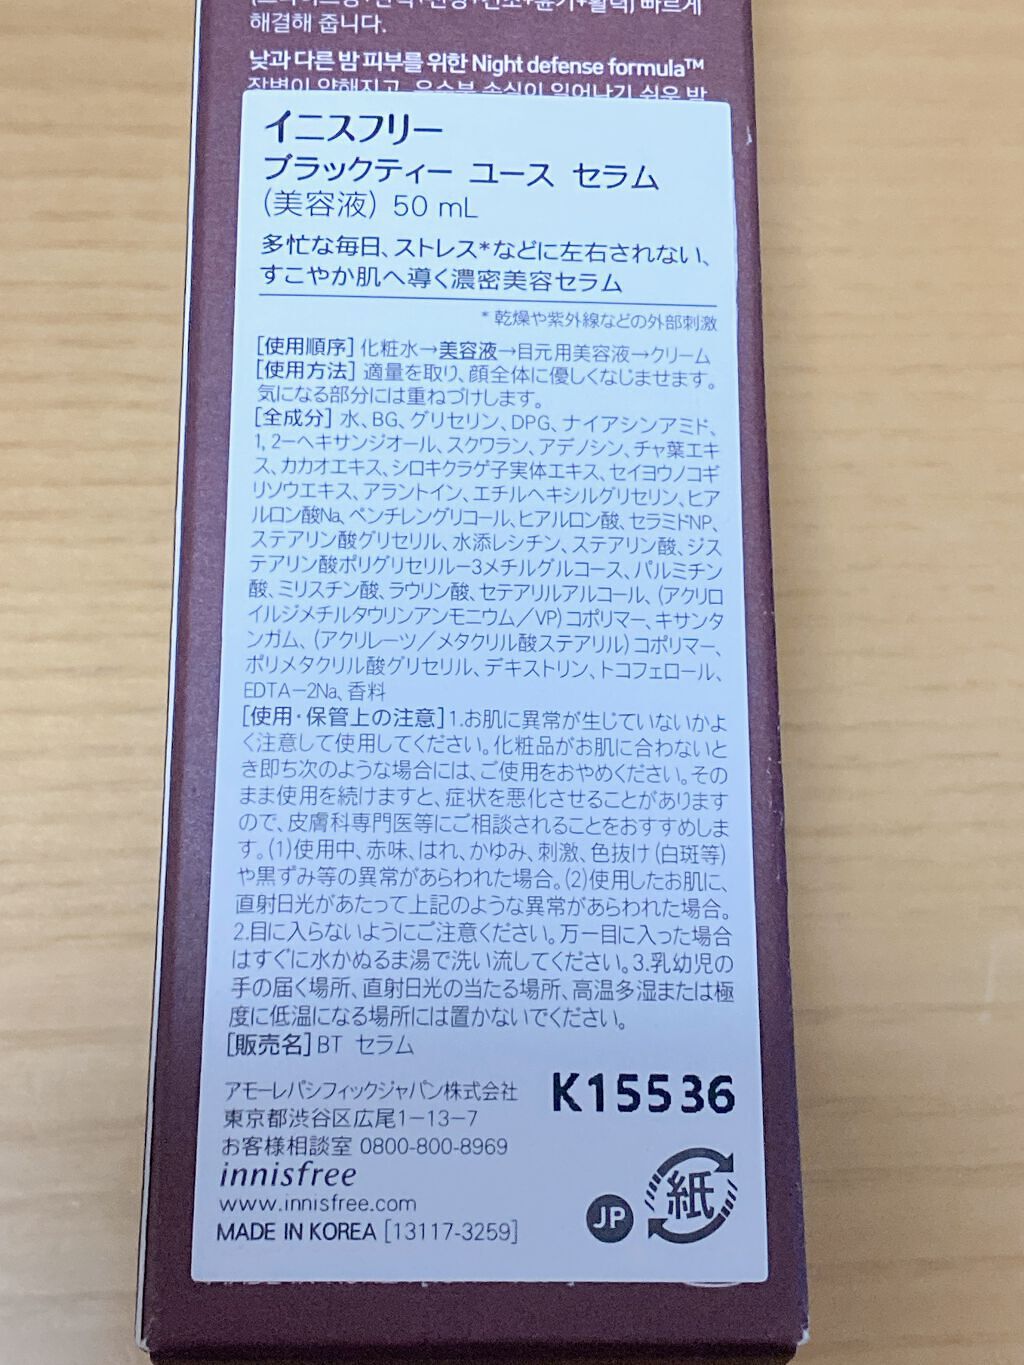 해결해 줍니다.
낮과 다른 밤 피부를 위한 Night defense formula™
장벽이 약해지고, 유수분 손실이 일어나기 쉬운 밤
イニスフリー
ブラックティー ユース セラム
(美容液) 50 mL
多忙な毎日、ストレス*などに左右されない、
すこやか肌へ導く濃密美容セラム
*乾燥や紫外線などの外部刺激
[使用順序] 化粧水→美容液→目元用美容液→クリーム
[使用方法] 適量を取り、顔全体に優しくなじませます。
気になる部分には重ねづけします。
[全成分] 水、BG、グリセリン、DPG、ナイアシンアミド、
1,2-ヘキサンジオール、スクワラン、アデノシン、チャ葉エキ
ス、カカオエキス、シロキクラゲ子実体エキス、セイヨウノコギ
リソウエキス、アラントイン、エチルヘキシルグリセリン、ヒア
ルロン酸Na、ペンチレングリコール、ヒアルロン酸、セラミドNP、
ステアリン酸グリセリル、水添レシチン、ステアリン酸、ジス
テアリン酸ポリグリセリル-3メチルグルコース、パルミチン
酸、ミリスチン酸、ラウリン酸、セテアリルアルコール、(アクリロ
イルジメチルタウリンアンモニウム/VP)コポリマー、キサンタ
ンガム、(アクリレーツ/メタクリル酸ステアリル)コポリマー、
ポリメタクリル酸グリセリル、デキストリン、トコフェロール、
EDTA-2Na、香料
[使用・保管上の注意]1.お肌に異常が生じていないかよ
く注意して使用してください。化粧品がお肌に合わないと
き即ち次のような場合には、ご使用をおやめください。その
まま使用を続けますと、症状を悪化させることがあります
ので、皮膚科専門医等にご相談されることをおすすめしま
す。(1)使用中、赤味、はれ、かゆみ、刺激、色抜け(白斑等)
や黒ずみ等の異常があらわれた場合。(2)使用したお肌に、
直射日光があたって上記のような異常があらわれた場合。
2.目に入らないようにご注意ください。万一目に入った場合
はすぐに水かぬるま湯で洗い流してください。3.乳幼児の
手の届く場所、直射日光の当たる場所、高温多湿または極
度に低温になる場所には置かないでください。
[販売名]BT セラム
アモーレパシフィックジャパン株式会社
K15536
東京都渋谷区広尾1-13-7
お客様相談室 0800-800-8969
innisfree
www.innisfree.com
MADE IN KOREA [13117-3259]
JP
紙